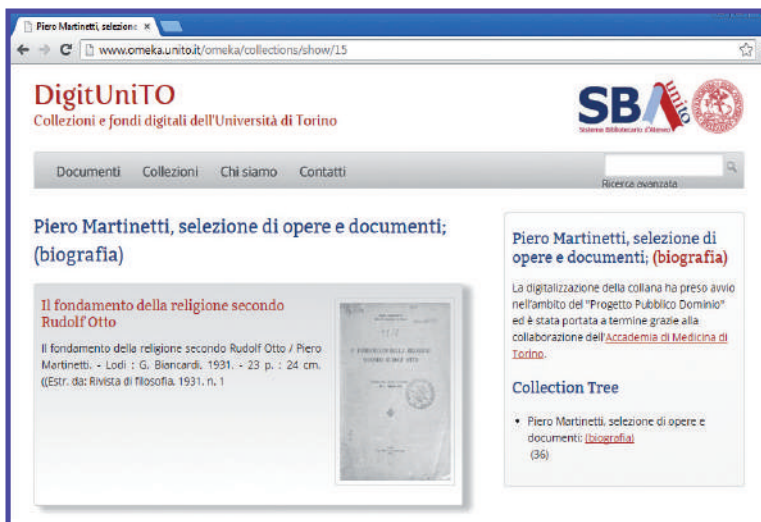 Piero Martinetti, selezione
www.omeka.unito.it/omeka/collections/show/15
DigitUniTO
Collezioni e fondi digitali dell'Università di Torino
SBA unito
Sistema Bibliotecario d'Ateneo
Documenti Collezioni Chi siamo Contatti
Ricerca avanzata
Piero Martinetti, selezione di opere e documenti;
(biografia)
Il fondamento della religione secondo
Rudolf Otto
Il fondamento della religione secondo Rudolf Otto / Piero
Martinetti. - Lodi : G. Biancardi, 1931. - 23 p. ; 24 cm.
((Estr. da: Rivista di filosofia, 1931, n. 1
Piero Martinetti, selezione di
opere e documenti; (biografia)
La digitalizzazione della collana ha preso avvio
nell'ambito del "Progetto Pubblico Dominio"
ed è stata portata a termine grazie alla
collaborazione dell'Accademia di Medicina di
Torino.
Collection Tree
• Piero Martinetti, selezione di opere e
documenti; (biografia)
(36)